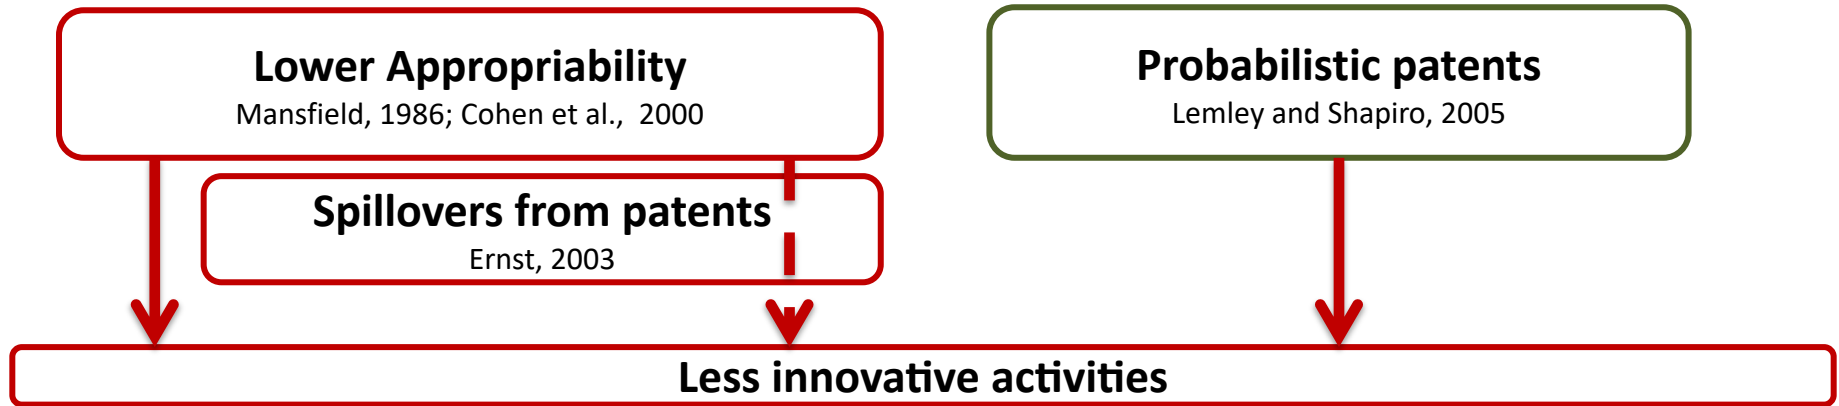 Lower Appropriability
Mansfield, 1986; Cohen et al., 2000
Probabilistic patents
Lemley and Shapiro, 2005
Spillovers from patents
Ernst, 2003
Less innovative activities